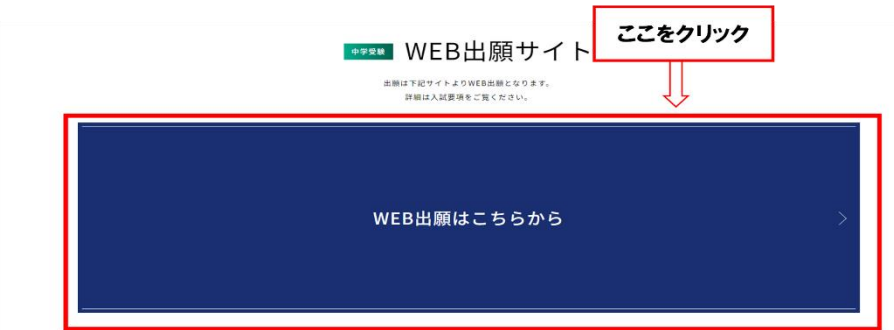 ここをクリック
中学受験 WEB出願サイト
出願は下記サイトよりWEB出願となります。
詳細は入試要項をご覧ください。
WEB出願はこちらから